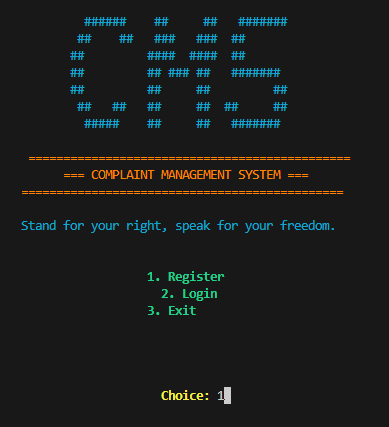 CMS
=============================================
=== COMPLAINT MANAGEMENT SYSTEM ===
=============================================
Stand for your right, speak for your freedom.
1. Register
2. Login
3. Exit
Choice: 1